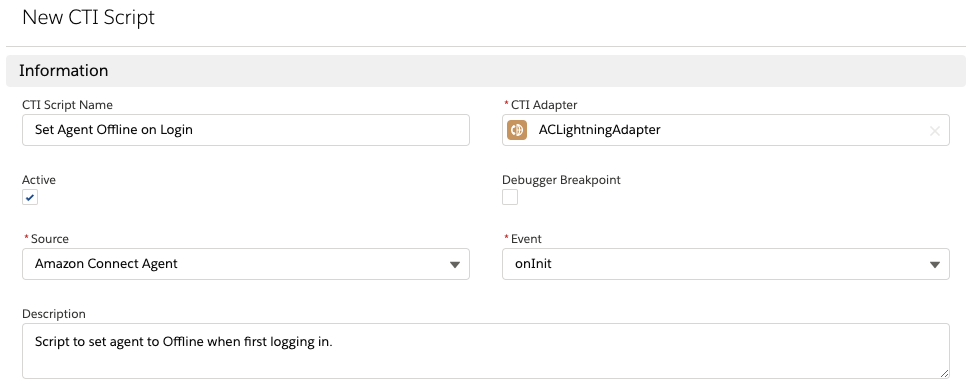 New CTI Script
Information
CTI Script Name
Set Agent Offline on Login
* CTI Adapter
ACLightningAdapter
Active
Debugger Breakpoint
* Source
Amazon Connect Agent
* Event
onInit
Description
Script to set agent to Offline when first logging in.